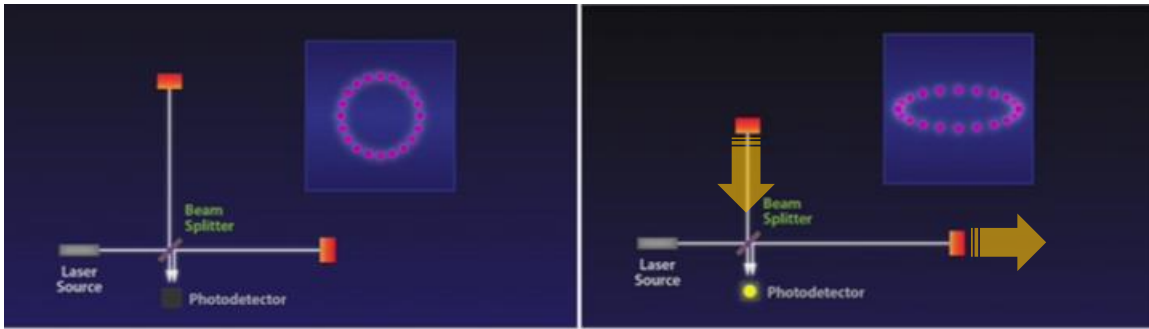 Beam
Splitter
Laser
Source
Photodetector
Beam
Splitter
Laser
Source
Photodetector